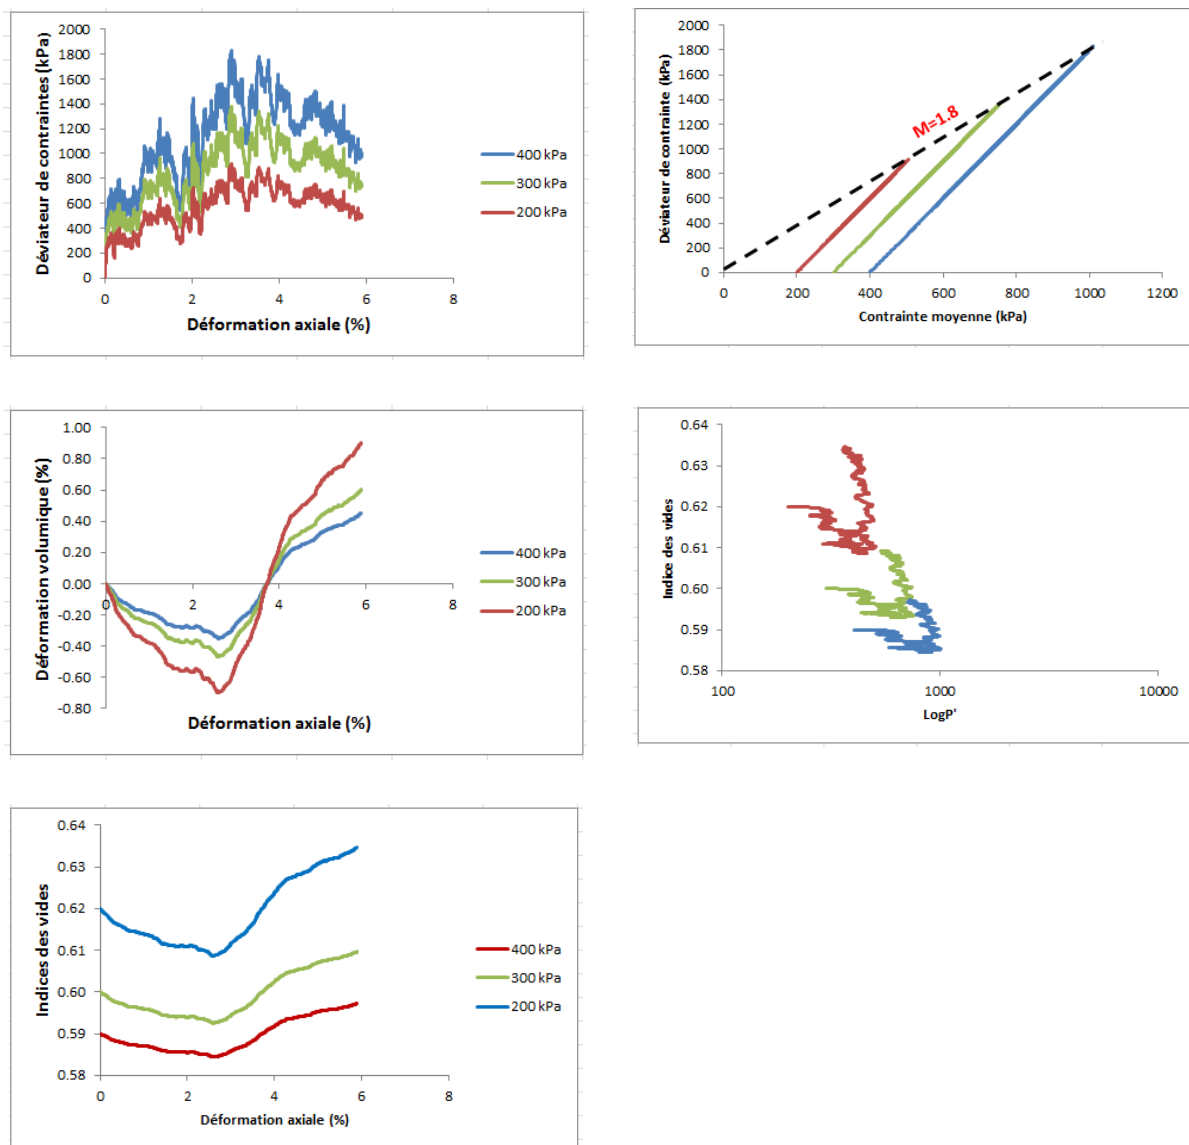 Déviateur de contraintes (kPa)
2000
1800
1600
1400
1200
1000
800
600
400
200
0
0 2 4 6 8
Déformation axiale (%)
400 kPa
300 kPa
200 kPa
Déviateur de contrainte (kPa)
2000
1800
1600
1400
1200
1000
800
600
400
200
0
M=1.8
0 200 400 600 800 1000 1200
Contrainte moyenne (kPa)
Déformation volumique (%)
1.00
0.80
0.60
0.40
0.20
0.00
-0.20
-0.40
-0.60
-0.80
0 2 4 6 8
Déformation axiale (%)
400 kPa
300 kPa
200 kPa
Indice des vides
0.64
0.63
0.62
0.61
0.60
0.59
0.58
100 1000 10000
LogP'
Indices des vides
0.64
0.63
0.62
0.61
0.60
0.59
0.58
0 2 4 6 8
Déformation axiale (%)
400 kPa
300 kPa
200 kPa